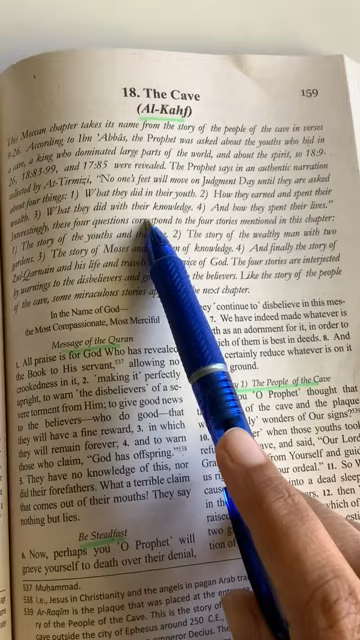 18. The Cave
(Al-Kahf)
159
This Meccan chapter takes its name from the story of the people of the cave in verses
9-26. According to Ibn 'Abbâs, the Prophet was asked about the youths who hid in
a cave, a king who dominated large parts of the world, and about the spirit, so 18:9-
26, 18:83-99, and 17:85 were revealed. The Prophet says in an authentic narration
collected by At-Tirmizi, "No one's feet will move on Judgment Day until they are asked
about four things: 1) What they did in their youth. 2) How they earned and spent their
wealth. 3) What they did with their knowledge. 4) And how they spent their lives."
Interestingly, these four questions correspond to the four stories mentioned in this chapter:
1) The story of the youths and 2) The story of the wealthy man with two
gardens. 3) The story of Moses of knowledge. 4) And finally the story of
Zul-Qarnain and his life and of God. The four stories are interjected
by warnings to the disbelievers and the believers. Like the story of the people
of the cave, some miraculous stories next chapter.
In the Name of God—
the Most Compassionate, Most Merciful
Message of the Quran
1. All praise is for God Who has revealed
the Book to His servant,537 allowing no
crookedness in it, 2. 'making it' perfectly
upright, to warn 'the disbelievers' of a se-
vere torment from Him; to give good news
to the believers—who do good—that
they will have a fine reward, 3. in which
they will remain forever; 4. and to warn
those who claim, "God has offspring."538
5. They have no knowledge of this, nor
did their forefathers. What a terrible claim
that comes out of their mouths! They say
nothing but lies.
Be Steadfast
6. Now, perhaps you 'O Prophet' will
grieve yourself to death over their denial,
they 'continue to' disbelieve in this mes-
7. We have indeed made whatever is
earth as an adornment for it, in order to
which of them is best in deeds. 8. And
certainly reduce whatever is on it
ground.
1) The People of the Cave
you 'O Prophet' thought that
of the cave and the plaque
wonders of Our signs?
10. when those youths took
cave, and said, "Our Lord
from Yourself and guide
our ordeal." 11. So
into a dead sleep
12. then
which of
two
tion of
537 Muḥammad.
538 i.e., Jesus in Christianity and the angels in pagan Arab
539 Ar-Raqîm is the plaque that was placed at the
of the People of the Cave. This is the story of
cave outside the city of Ephesus around 250 C.E.,
Decius. The